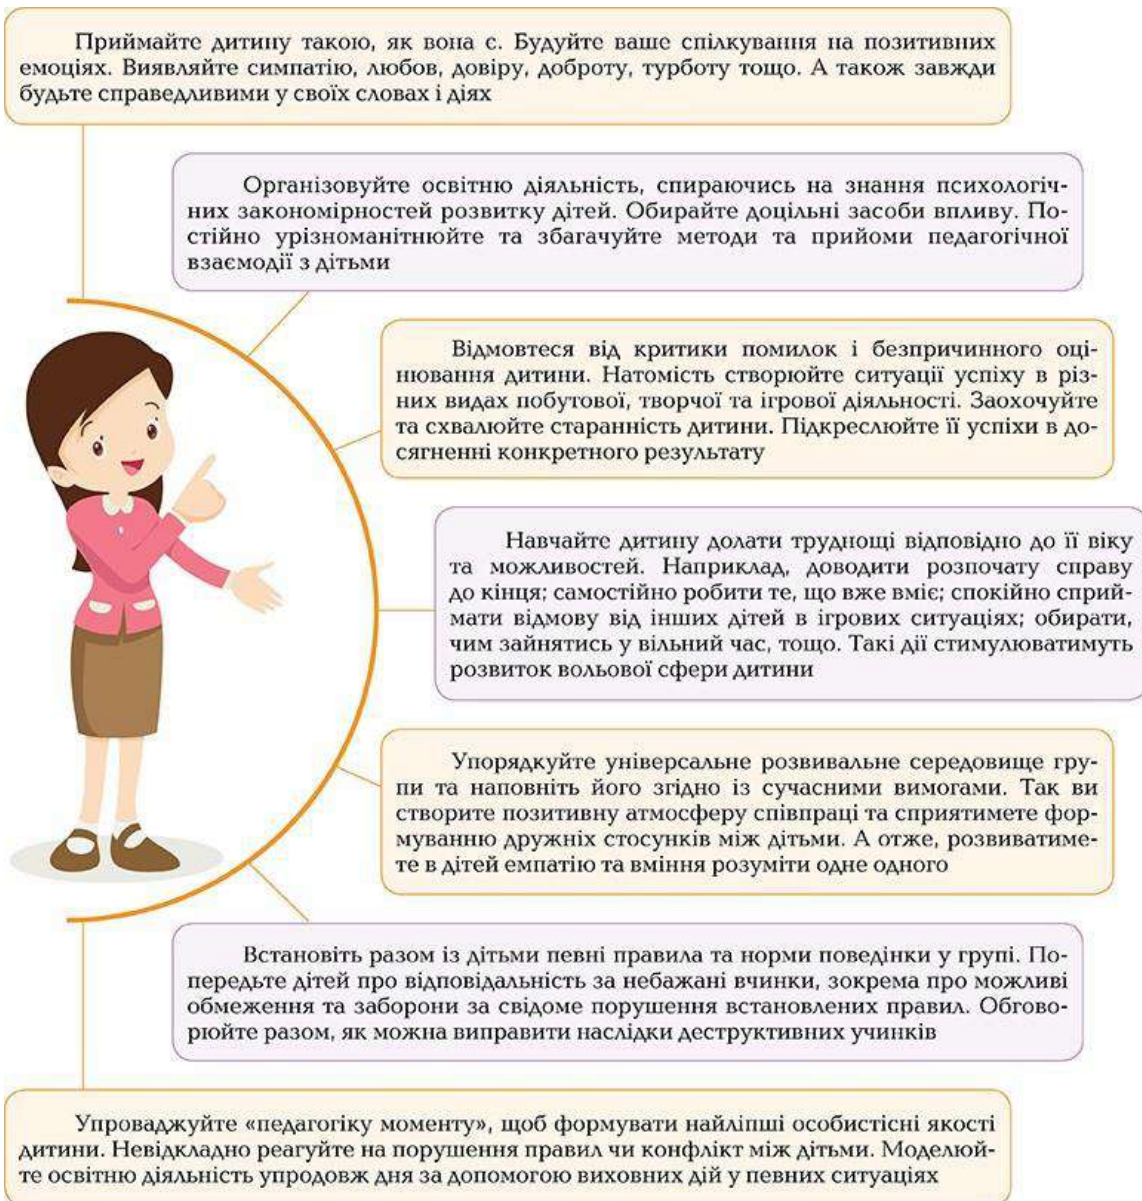 Приймайте дитину такою, як вона є. Будуйте ваше спілкування на позитивних
емоціях. Виявляйте симпатію, любов, довіру, доброту, турботу тощо. А також завжди
будьте справедливими у своїх словах і діях
Організовуйте освітню діяльність, спираючись на знання психологіч-
них закономірностей розвитку дітей. Обирайте доцільні засоби впливу. По-
стійно урізноманітнюйте та збагачуйте методи та прийоми педагогічної
взаємодії з дітьми
Відмовтеся від критики помилок і безпричинного оці-
нювання дитини. Натомість створюйте ситуації успіху в різ-
них видах побутової, творчої та ігрової діяльності. Заохочуйте
та схвалюйте старанність дитини. Підкреслюйте її успіхи в до-
сягненні конкретного результату
Навчайте дитину долати труднощі відповідно до її віку
та можливостей. Наприклад, доводити розпочату справу
до кінця; самостійно робити те, що вже вміє; спокійно сприй-
мати відмову від інших дітей в ігрових ситуаціях; обирати,
чим зайнятись у вільний час, тощо. Такі дії стимулюватимуть
розвиток вольової сфери дитини
Упорядкуйте універсальне розвивальне середовище гру-
пи та наповніть його згідно із сучасними вимогами. Так ви
створите позитивну атмосферу співпраці та сприятимете фор-
муванню дружніх стосунків між дітьми. А отже, розвиватиме-
те в дітей емпатію та вміння розуміти одне одного
Встановіть разом із дітьми певні правила та норми поведінки у групі. По-
передьте дітей про відповідальність за небажані вчинки, зокрема про можливі
обмеження та заборони за свідоме порушення встановлених правил. Обгово-
рюйте разом, як можна виправити наслідки деструктивних учинків
Упроваджуйте «педагогіку моменту», щоб формувати найліпші особистісні якості
дитини. Невідкладно реагуйте на порушення правил чи конфлікт між дітьми. Моделюй-
те освітню діяльність упродовж дня за допомогою виховних дій у певних ситуаціях